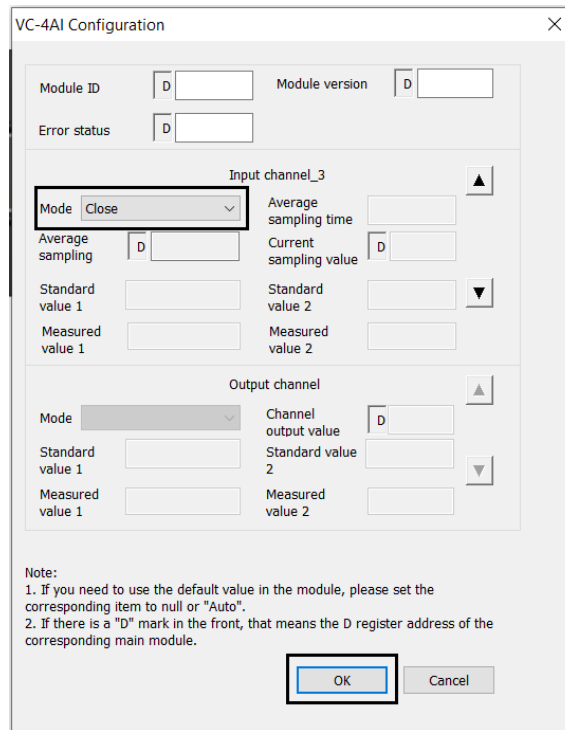 VC-4AI Configuration
Module ID D Module version D
Error status D
Input channel_3
Mode Close Average sampling time
Average sampling D Current sampling value D
Standard value 1 Standard value 2
Measured value 1 Measured value 2
Output channel
Mode Channel output value D
Standard value 1 Standard value 2
Measured value 1 Measured value 2
Note:
1. If you need to use the default value in the module, please set the
corresponding item to null or "Auto".
2. If there is a "D" mark in the front, that means the D register address of the
corresponding main module.
OK Cancel